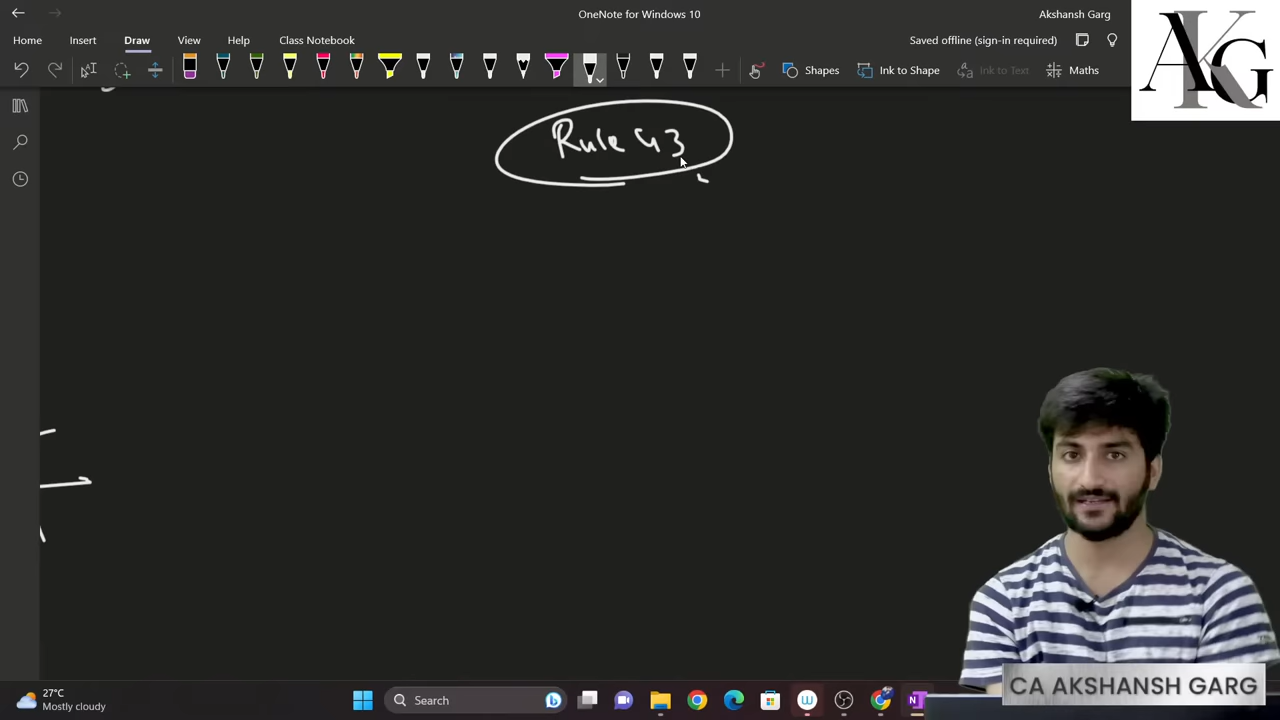 OneNote for Windows 10
Akshansh Garg
Home Insert Draw View Help Class Notebook
Saved offline (sign-in required)
Shapes Ink to Shape Ink to Text Maths
AKG
Rule 43
CA AKSHANSH GARG
27°C
Mostly cloudy
Search